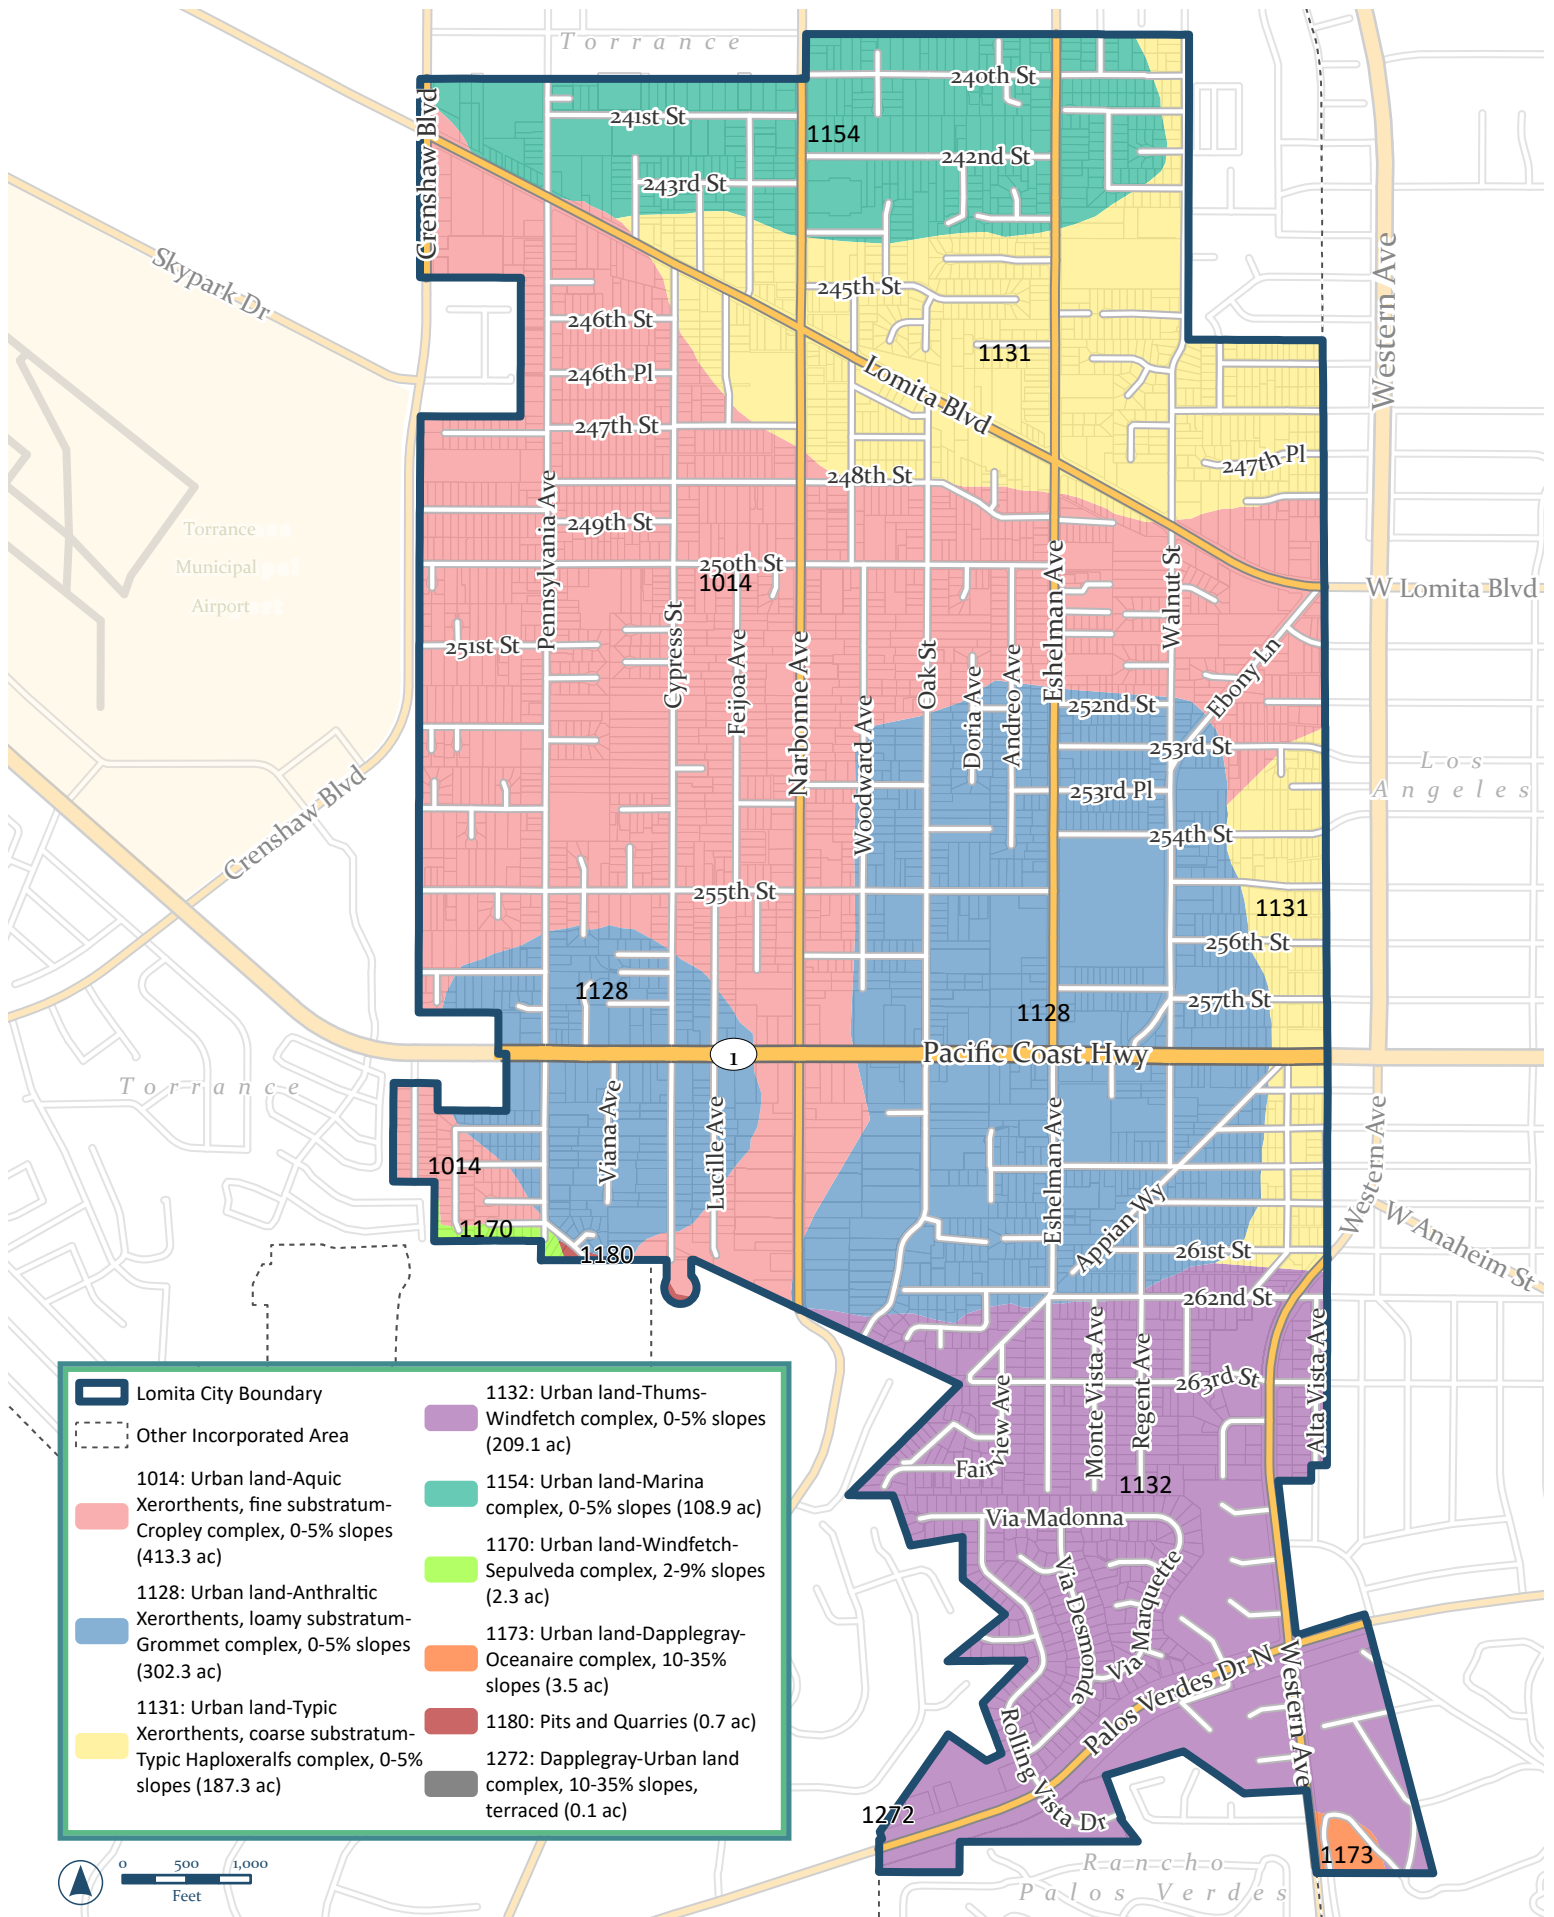 Torrance
240th St
Crenshaw Blvd
241st St
1154
242nd St
243rd St
Skypark Dr
Western Ave
245th St
246th St
1131
Lomita Blvd
246th Pl
247th St
247th Pl
248th St
Pennsylvania Ave
249th St
Torrance
Municipal
Airport
250th St
1014
Eshelman Ave
Walnut St
W Lomita Blvd
251st St
Cypress St
Feijoa Ave
Narbonne Ave
Oak St
Doria Ave
Andreo Ave
Ebony Ln
252nd St
Woodward Ave
253rd St
Los
Angeles
253rd Pl
Crenshaw Blvd
254th St
255th St
1131
256th St
1128
257th St
1128
1
Pacific Coast Hwy
Torrance
Viana Ave
Lucille Ave
Eshelman Ave
Western Ave
1014
Appian Wy
W Anaheim St
1170
1180
261st St
262nd St
Monte Vista Ave
Regent Ave
Alta Vista Ave
263rd St
Fairview Ave
1132
Via Madonna
Via Desmonde
Via Marquette
Palos Verdes Dr N
Western Ave
Rolling Vista Dr
1272
1173
Rancho
Palos Verdes
Lomita City Boundary
Other Incorporated Area
1014: Urban land-Aquic
Xerorthents, fine substratum-
Cropley complex, 0-5% slopes
(413.3 ac)
1128: Urban land-Anthraltic
Xerorthents, loamy substratum-
Grommet complex, 0-5% slopes
(302.3 ac)
1131: Urban land-Typic
Xerorthents, coarse substratum-
Typic Haploxeralfs complex, 0-5%
slopes (187.3 ac)
1132: Urban land-Thums-
Windfetch complex, 0-5% slopes
(209.1 ac)
1154: Urban land-Marina
complex, 0-5% slopes (108.9 ac)
1170: Urban land-Windfetch-
Sepulveda complex, 2-9% slopes
(2.3 ac)
1173: Urban land-Dapplegray-
Oceanaire complex, 10-35%
slopes (3.5 ac)
1180: Pits and Quarries (0.7 ac)
1272: Dapplegray-Urban land
complex, 10-35% slopes,
terraced (0.1 ac)
0 500 1,000
Feet